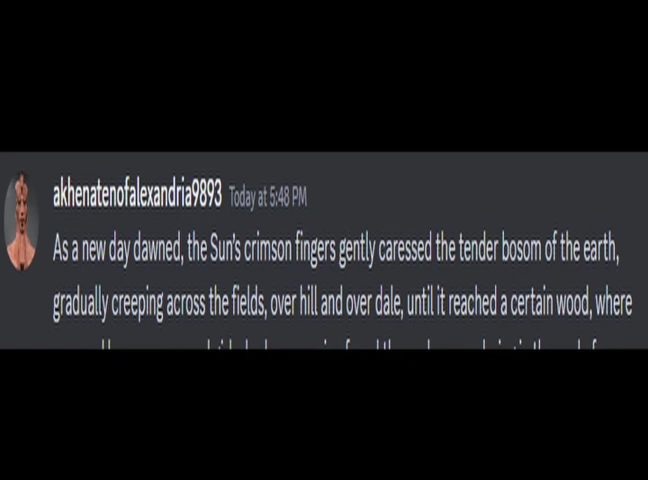 akhenatenofalexandria9893 Today at 5:48 PM
As a new day dawned, the Sun's crimson fingers gently caressed the tender bosom of the earth,
gradually creeping across the fields, over hill and over dale, until it reached a certain wood, where